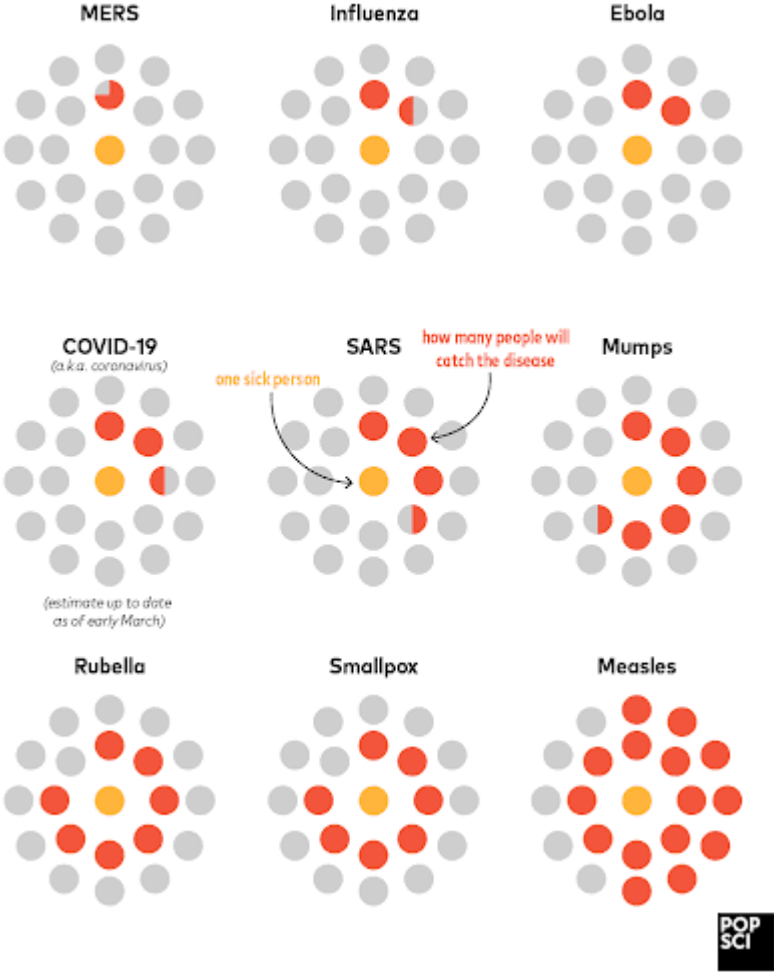 MERS
Influenza
Ebola
COVID-19
(a.k.a. coronavirus)
one sick person
SARS
how many people will
catch the disease
Mumps
(estimate up to date
as of early March)
Rubella
Smallpox
Measles
POP
SCI